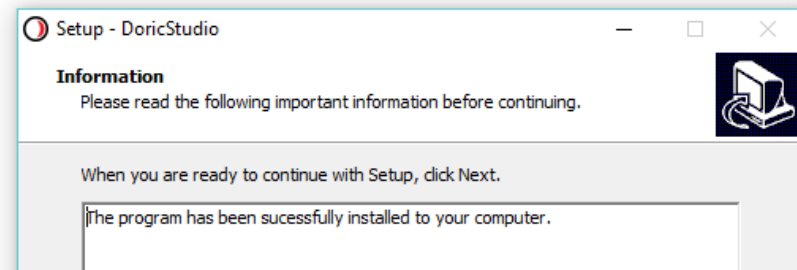 Setup - DoricStudio
Information
Please read the following important information before continuing.
When you are ready to continue with Setup, click Next.
The program has been sucessfully installed to your computer.